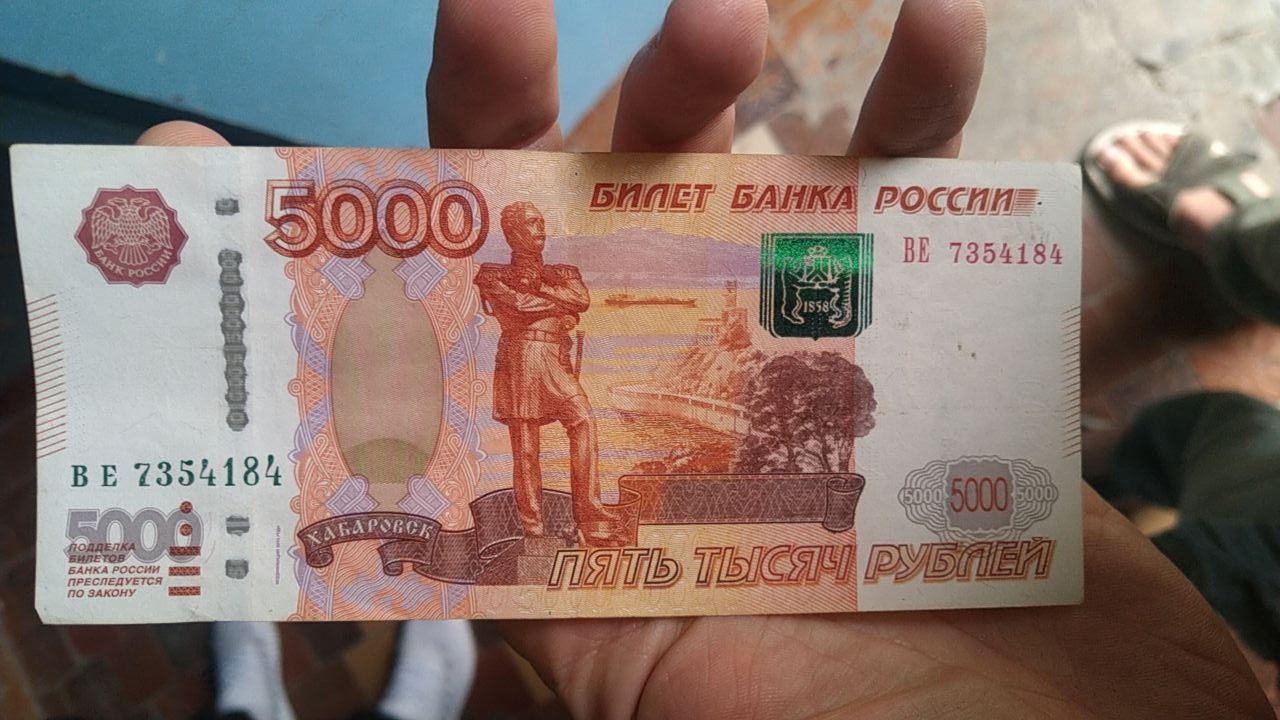 БАНК РОССИИ
5000
БИЛЕТ БАНКА РОССИИ
ВЕ 7354184
1858
ВЕ 7354184
5000
ПОДДЕЛКА
БИЛЕТОВ
БАНКА РОССИИ
ПРЕСЛЕДУЕТСЯ
ПО ЗАКОНУ
ХАБАРОВСК
5000 5000 5000
ПЯТЬ ТЫСЯЧ РУБЛЕЙ